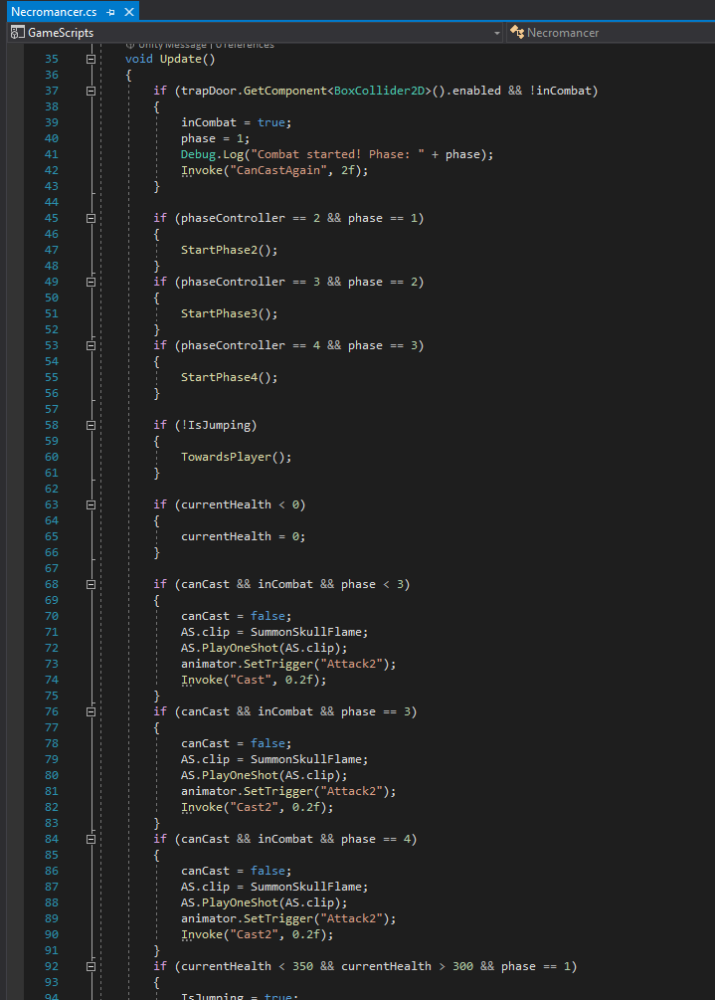 Necromancer.cs
GameScripts Necromancer
Unity Message | 0 references
35 void Update()
36 {
37 if (trapDoor.GetComponent<BoxCollider2D>().enabled && !inCombat)
38 {
39 inCombat = true;
40 phase = 1;
41 Debug.Log("Combat started! Phase: " + phase);
42 Invoke("CanCastAgain", 2f);
43 }
44
45 if (phaseController == 2 && phase == 1)
46 {
47 StartPhase2();
48 }
49 if (phaseController == 3 && phase == 2)
50 {
51 StartPhase3();
52 }
53 if (phaseController == 4 && phase == 3)
54 {
55 StartPhase4();
56 }
57
58 if (!IsJumping)
59 {
60 TowardsPlayer();
61 }
62
63 if (currentHealth < 0)
64 {
65 currentHealth = 0;
66 }
67
68 if (canCast && inCombat && phase < 3)
69 {
70 canCast = false;
71 AS.clip = SummonSkullFlame;
72 AS.PlayOneShot(AS.clip);
73 animator.SetTrigger("Attack2");
74 Invoke("Cast", 0.2f);
75 }
76 if (canCast && inCombat && phase == 3)
77 {
78 canCast = false;
79 AS.clip = SummonSkullFlame;
80 AS.PlayOneShot(AS.clip);
81 animator.SetTrigger("Attack2");
82 Invoke("Cast2", 0.2f);
83 }
84 if (canCast && inCombat && phase == 4)
85 {
86 canCast = false;
87 AS.clip = SummonSkullFlame;
88 AS.PlayOneShot(AS.clip);
89 animator.SetTrigger("Attack2");
90 Invoke("Cast2", 0.2f);
91 }
92 if (currentHealth < 350 && currentHealth > 300 && phase == 1)
93 {
94 IsJumping = true;